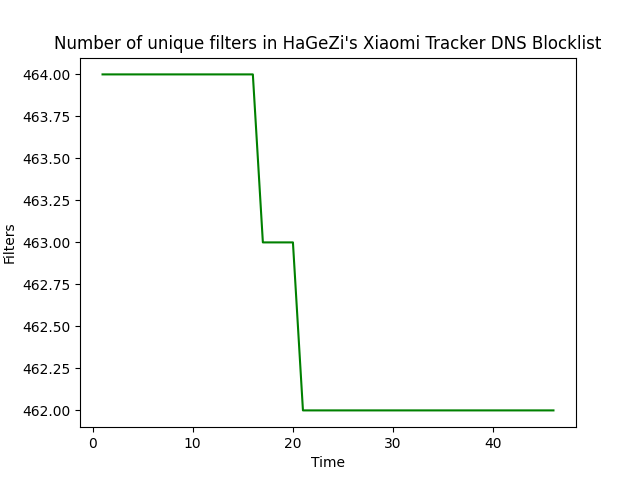 Number of unique filters in HaGeZi's Xiaomi Tracker DNS Blocklist
464.00
463.75
463.50
463.25
463.00
462.75
462.50
462.25
462.00
Filters
0 10 20 30 40
Time